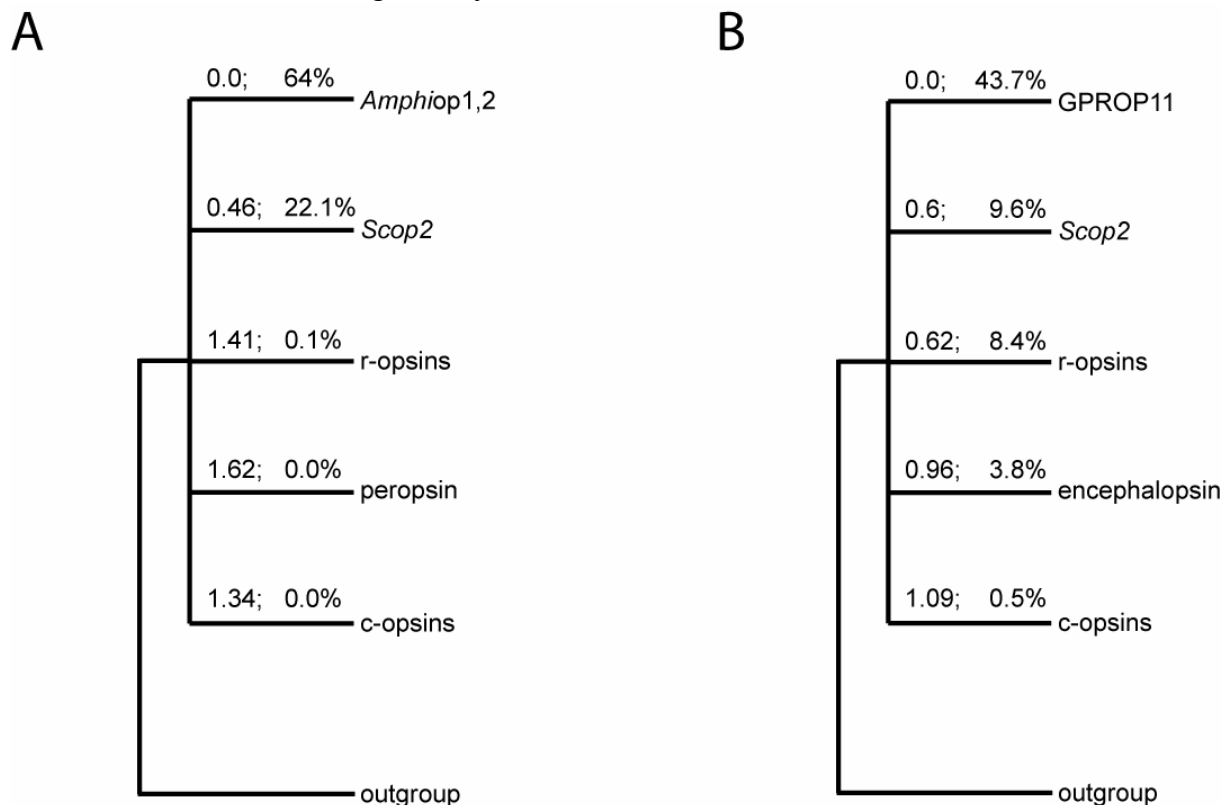 A
0.0; 64% Amphiop1,2
0.46; 22.1% Scop2
1.41; 0.1% r-opsins
1.62; 0.0% peropsin
1.34; 0.0% c-opsins
outgroup
B
0.0; 43.7% GPROP11
0.6; 9.6% Scop2
0.62; 8.4% r-opsins
0.96; 3.8% encephalopsin
1.09; 0.5% c-opsins
outgroup